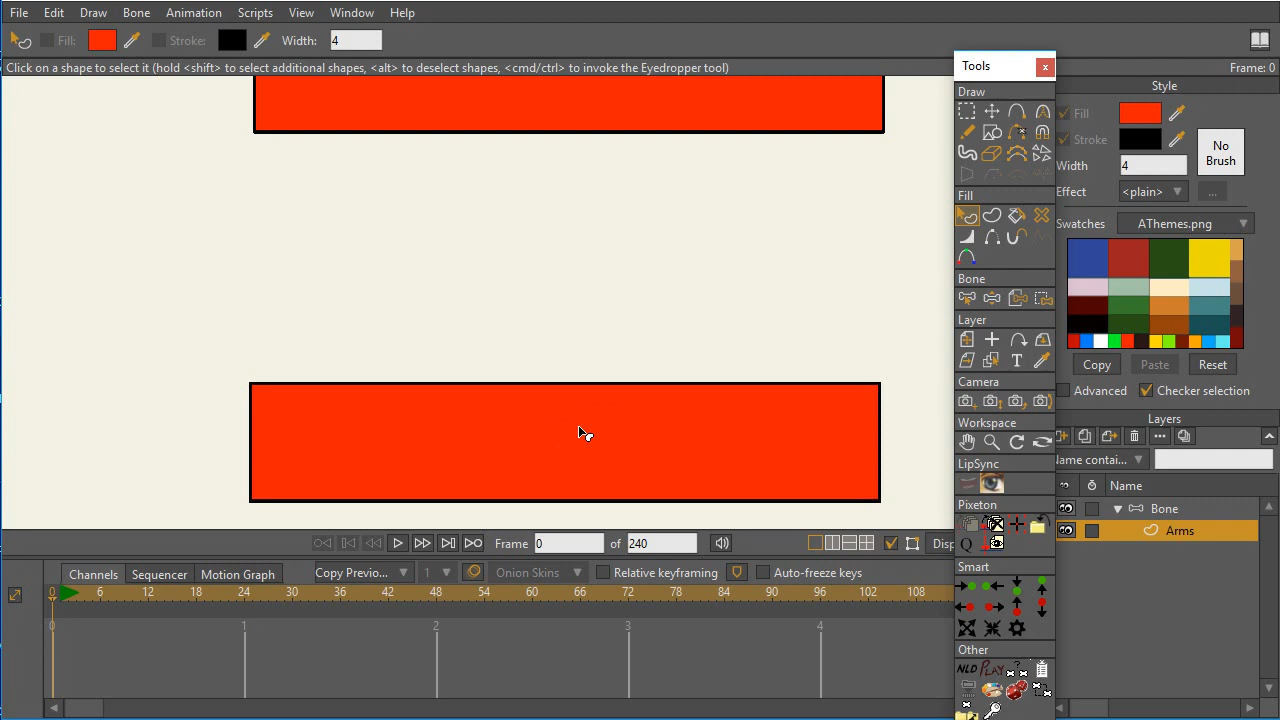 File Edit Draw Bone Animation Scripts View Window Help
Fill: Stroke: Width: 4
Click on a shape to select it (hold <shift> to select additional shapes, <alt> to deselect shapes, <cmd/ctrl> to invoke the Eyedropper tool) Frame: 0
Tools
Draw
Fill
Bone
Layer
T
Camera
Workspace
LipSync
Pixeton
Q
Smart
Other
NLD PLAY
Style
Fill
Stroke
No Brush
Width 4
Effect <plain> ...
Swatches AThemes.png
Copy Paste Reset
Advanced Checker selection
Layers
Name contai...
Name
Bone
Arms
Frame 0 of 240 Disp
Channels Sequencer Motion Graph Copy Previo... 1 Onion Skins Relative keyframing Auto-freeze keys
0 6 12 18 24 30 36 42 48 54 60 66 72 78 84 90 96 102 108
0 1 2 3 4